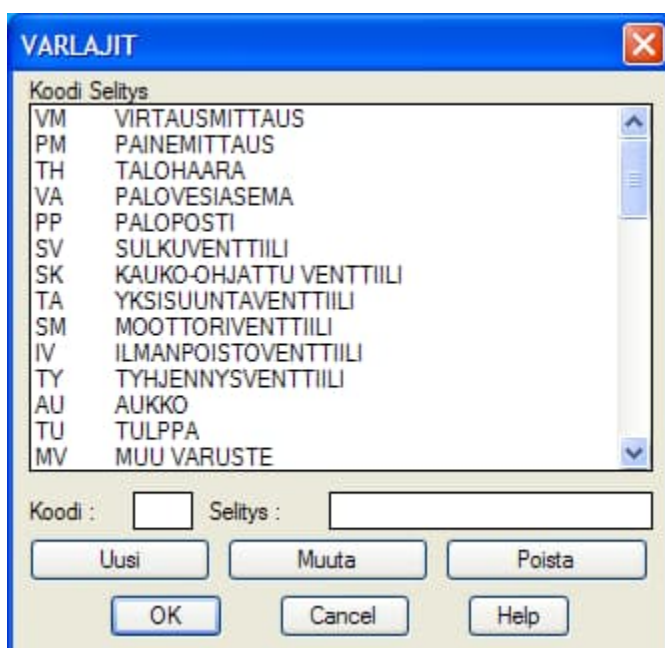 VARLAJIT
Koodi Selitys
VM VIRTAUSMITTAUS
PM PAINEMITTAUS
TH TALOHAARA
VA PALOVESIASEMA
PP PALOPOSTI
SV SULKUVENTTIILI
SK KAUKO-OHJATTU VENTTIILI
TA YKSISUUNTAVENTTIILI
SM MOOTTORIVENTTIILI
IV ILMANPOISTOVENTTIILI
TY TYHJENNYSVENTTIILI
AU AUKKO
TU TULPPA
MV MUU VARUSTE
Koodi : Selitys :
Uusi Muuta Poista
OK Cancel Help